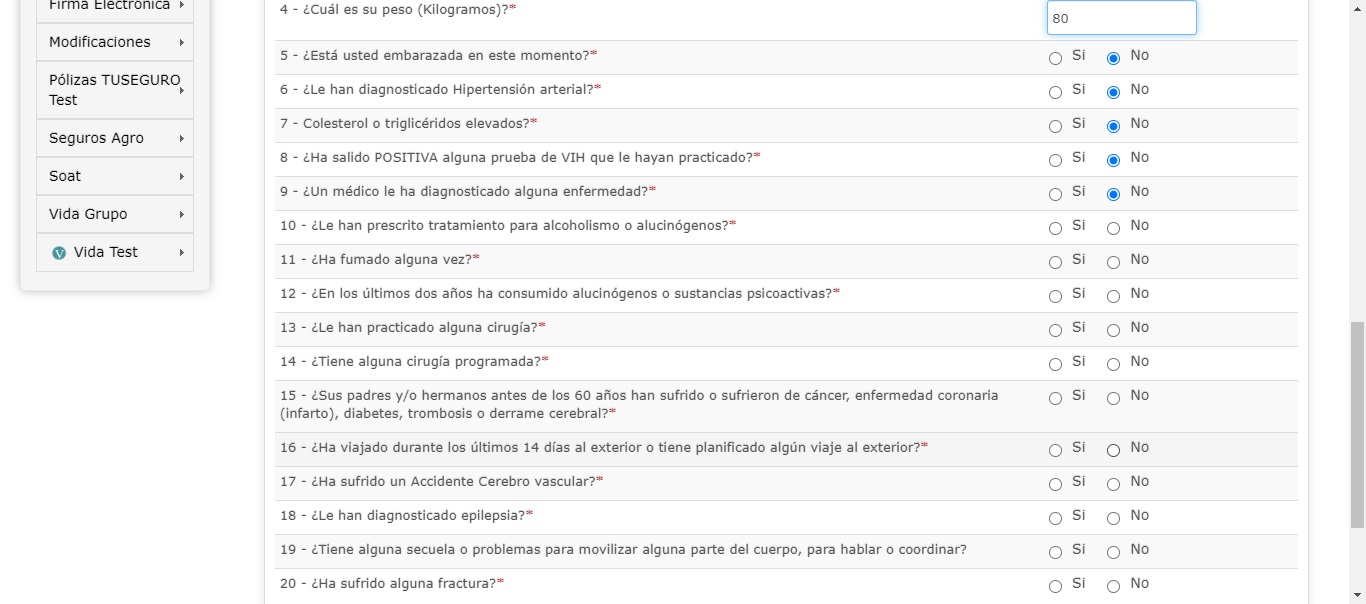 Firma Electrónica
Modificaciones
Pólizas TUSEGURO
Test
Seguros Agro
Soat
Vida Grupo
Vida Test
4 - ¿Cuál es su peso (Kilogramos)?* 80
5 - ¿Está usted embarazada en este momento?* Si No
6 - ¿Le han diagnosticado Hipertensión arterial?* Si No
7 - Colesterol o triglicéridos elevados?* Si No
8 - ¿Ha salido POSITIVA alguna prueba de VIH que le hayan practicado?* Si No
9 - ¿Un médico le ha diagnosticado alguna enfermedad?* Si No
10 - ¿Le han prescrito tratamiento para alcoholismo o alucinógenos?* Si No
11 - ¿Ha fumado alguna vez?* Si No
12 - ¿En los últimos dos años ha consumido alucinógenos o sustancias psicoactivas?* Si No
13 - ¿Le han practicado alguna cirugía?* Si No
14 - ¿Tiene alguna cirugía programada?* Si No
15 - ¿Sus padres y/o hermanos antes de los 60 años han sufrido o sufrieron de cáncer, enfermedad coronaria Si No
(infarto), diabetes, trombosis o derrame cerebral?*
16 - ¿Ha viajado durante los últimos 14 días al exterior o tiene planificado algún viaje al exterior?* Si No
17 - ¿Ha sufrido un Accidente Cerebro vascular?* Si No
18 - ¿Le han diagnosticado epilepsia?* Si No
19 - ¿Tiene alguna secuela o problemas para movilizar alguna parte del cuerpo, para hablar o coordinar? Si No
20 - ¿Ha sufrido alguna fractura?* Si No